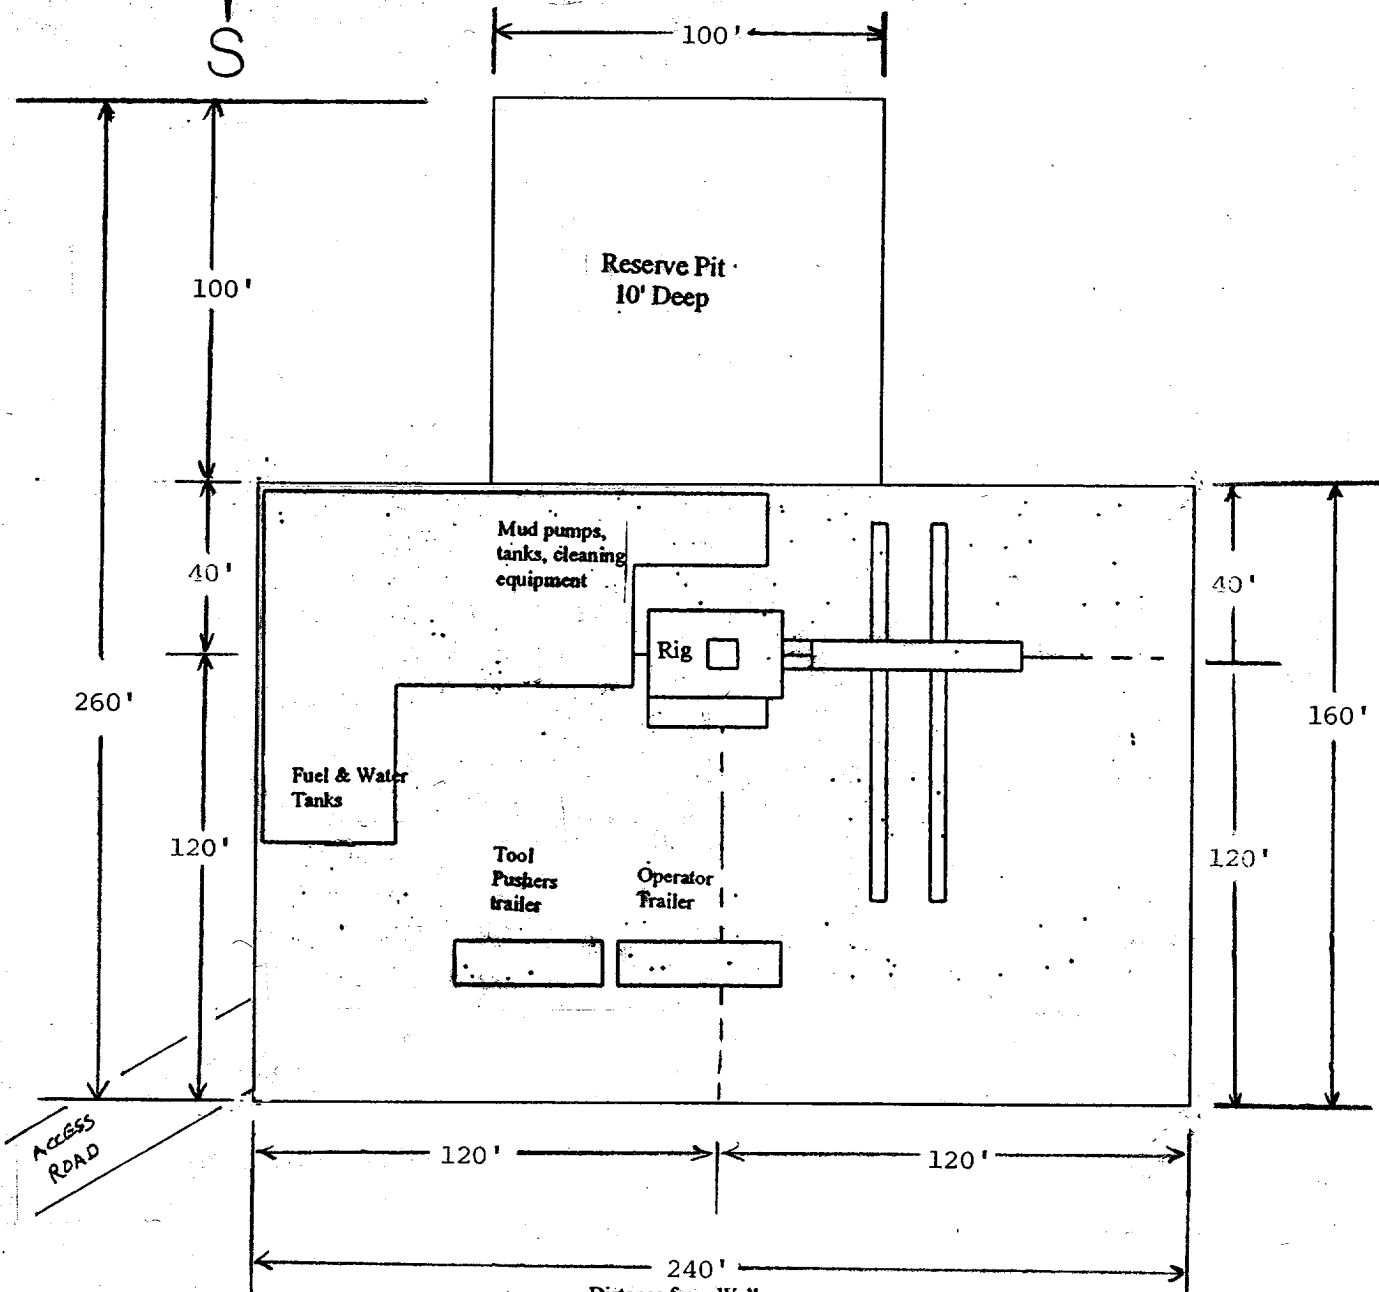 S
100'
Reserve Pit
10' Deep
100'
Mud pumps,
tanks, cleaning
equipment
40'
40'
Rig
260'
160'
Fuel & Water
Tanks
120'
Tool
Pushers
trailer
Operator
Trailer
120'
ACCESS
ROAD
120'
120'
240'